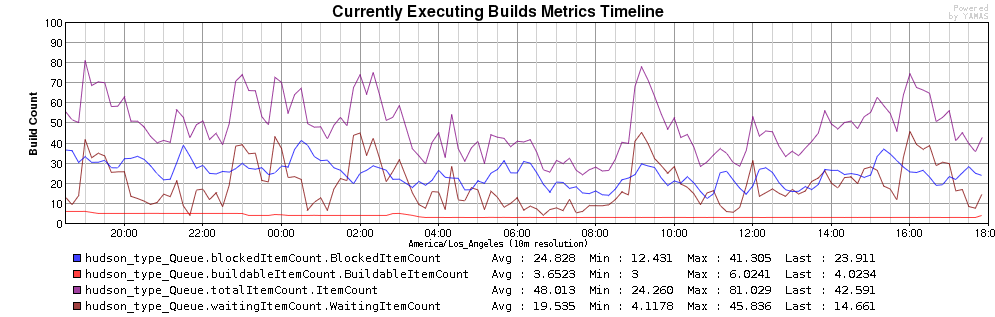 Currently Executing Builds Metrics Timeline
Powered
by YAMAS
Build Count
100
90
80
70
60
50
40
30
20
10
0
20:00 22:00 00:00 02:00 04:00 06:00 08:00 10:00 12:00 14:00 16:00 18:0
America/Los_Angeles (10m resolution)
hudson_type_Queue.blockedItemCount.BlockedItemCount Avg : 24.828 Min : 12.431 Max : 41.305 Last : 23.911
hudson_type_Queue.buildableItemCount.BuildableItemCount Avg : 3.6523 Min : 3 Max : 6.0241 Last : 4.0234
hudson_type_Queue.totalItemCount.ItemCount Avg : 48.013 Min : 24.260 Max : 81.029 Last : 42.591
hudson_type_Queue.waitingItemCount.WaitingItemCount Avg : 19.535 Min : 4.1178 Max : 45.836 Last : 14.661